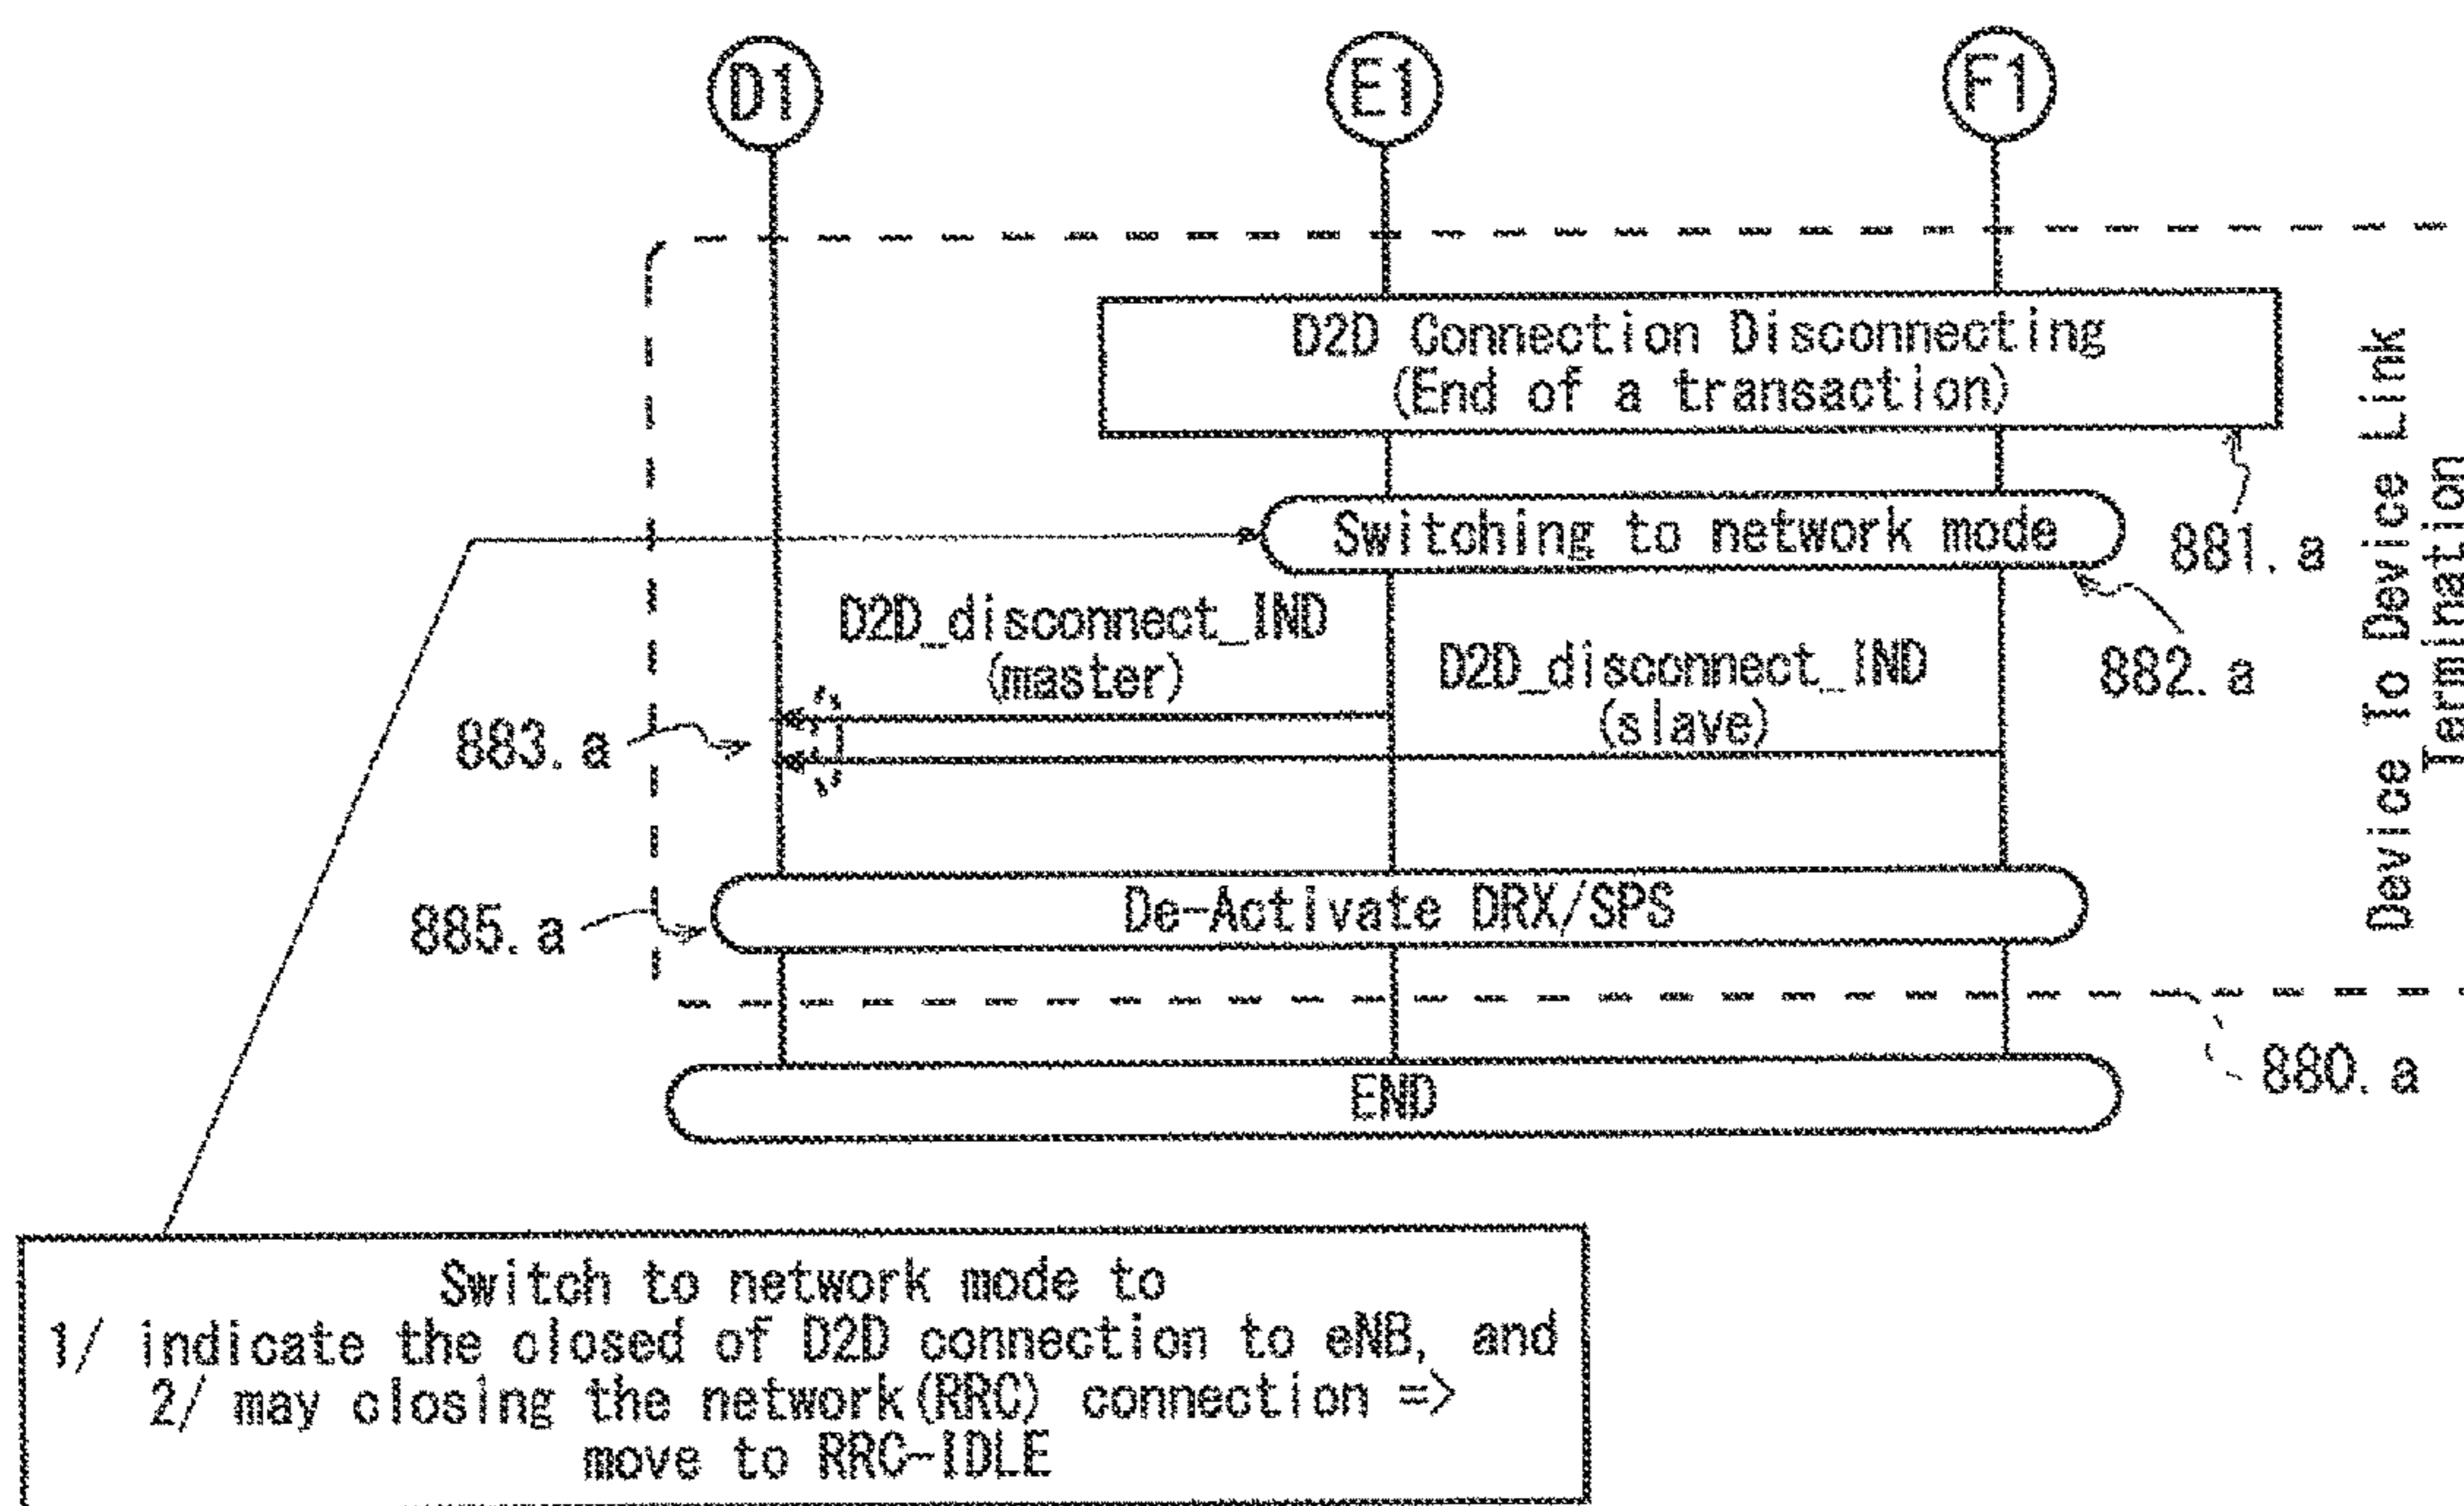 D1
E1
F1
D2D Connection Disconnecting
(End of a transaction)
Switching to network mode
881.a
D2D_disconnect_IND
(master)
D2D_disconnect_IND
(slave)
882.a
883.a
Device To Device Link
Termination
De-Activate DRX/SPS
885.a
END
880.a
Switch to network mode to
1/ indicate the closed of D2D connection to eNB, and
2/ may closing the network(RRC) connection =>
move to RRC-IDLE